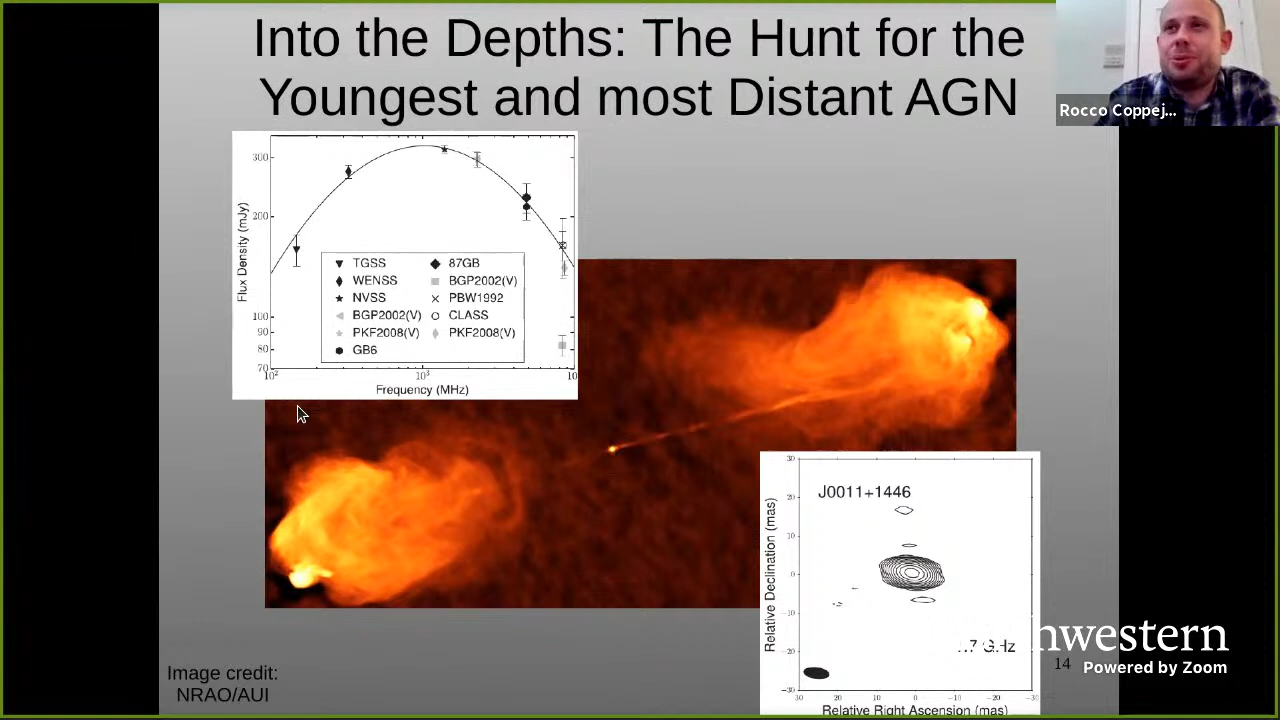 Into the Depths: The Hunt for the
Youngest and most Distant AGN
Rocco Coppej...
300
200
100
90
80
70
Flux Density (mJy)
TGSS
WENSS
NVSS
BGP2002(V)
PKF2008(V)
GB6
87GB
BGP2002(V)
PBW1992
CLASS
PKF2008(V)
10²
10³
10
Frequency (MHz)
J0011+1446
30
20
10
0
−10
−20
−30
Relative Declination (mas)
.7 GHz
30
20
10
0
−10
−20
−30
Relative Right Ascension (mas)
hwestern
Powered by Zoom
14
Image credit:
NRAO/AUI